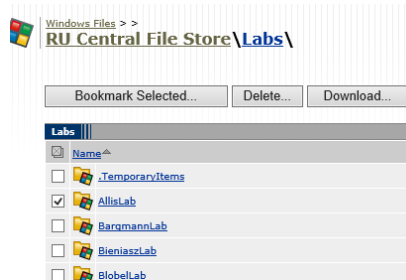 Windows Files > >
RU Central File Store\Labs\
Bookmark Selected... Delete... Download...
Labs
Name
.TemporaryItems
AllisLab
BargmannLab
BieniaszLab
BlobelLab